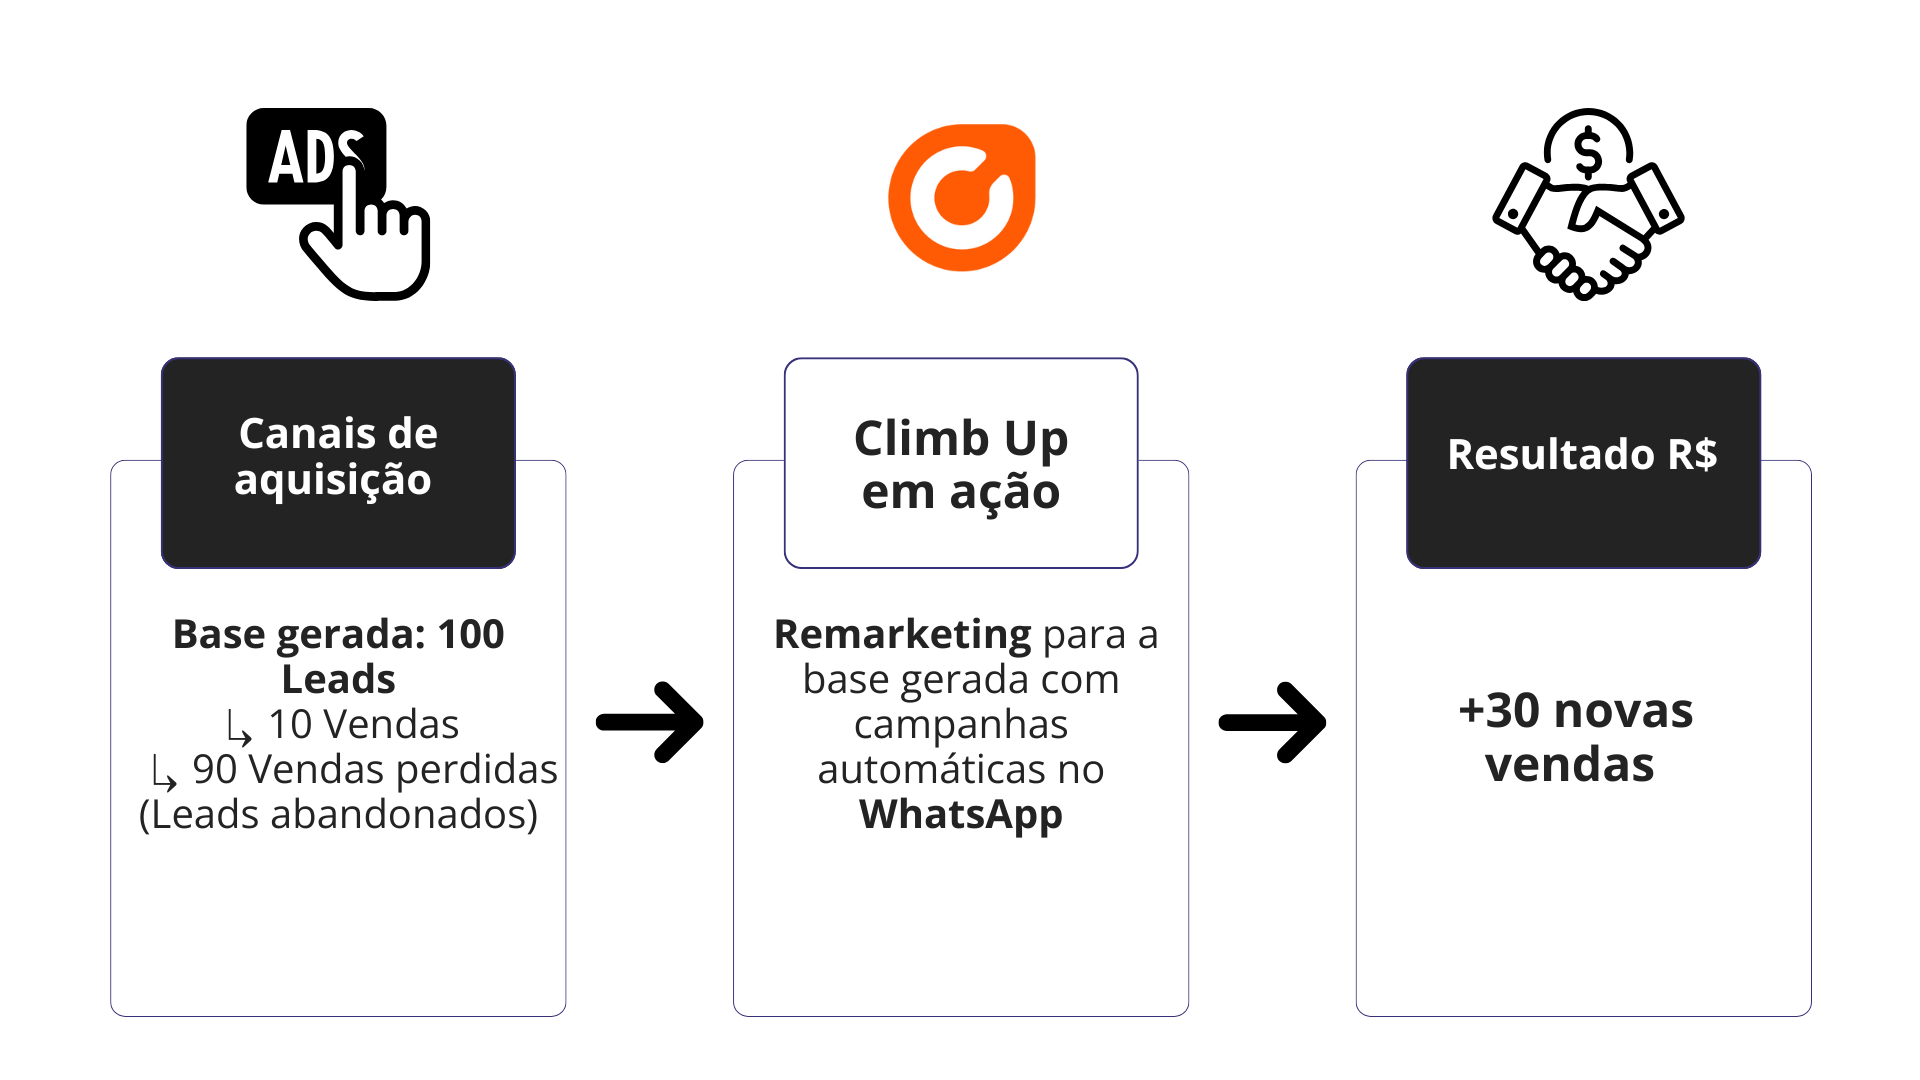 ADS
Canais de
aquisição
Base gerada: 100
Leads
↳ 10 Vendas
↳ 90 Vendas perdidas
(Leads abandonados)
Climb Up
em ação
Remarketing para a
base gerada com
campanhas
automáticas no
WhatsApp
$
Resultado R$
+30 novas
vendas